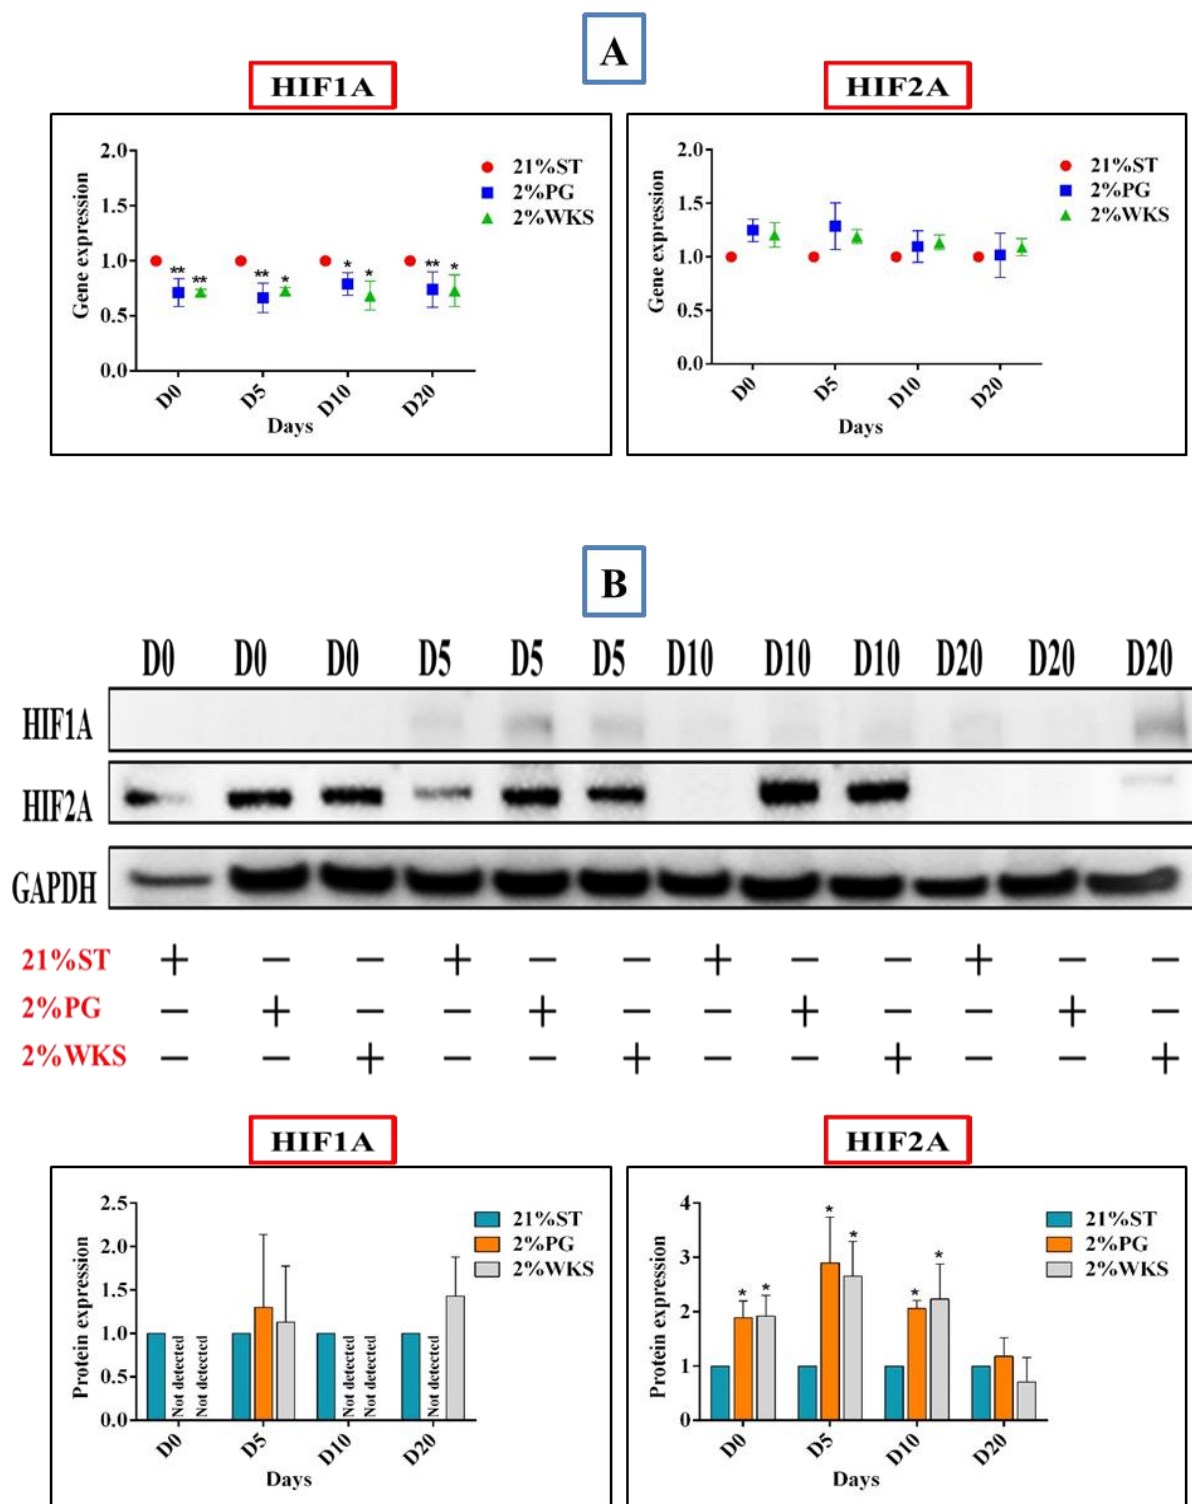 A
HIF1A
2.0
1.5
1.0
0.5
0.0
Gene expression
** ** ** * * * ** *
D0 D5 D10 D20
Days
21%ST
2%PG
2%WKS
HIF2A
2.0
1.5
1.0
0.5
0.0
Gene expression
D0 D5 D10 D20
Days
21%ST
2%PG
2%WKS
B
D0 D0 D0 D5 D5 D5 D10 D10 D10 D20 D20 D20
HIF1A
HIF2A
GAPDH
21%ST + − − + − − + − − + − −
2%PG − + − − + − − + − − + −
2%WKS − − + − − + − − + − − +
HIF1A
2.5
2.0
1.5
1.0
0.5
0.0
Protein expression
Not detected
Not detected
Not detected
Not detected
Not detected
D0 D5 D10 D20
Days
21%ST
2%PG
2%WKS
HIF2A
4
3
2
1
0
Protein expression
* * * * * *
D0 D5 D10 D20
Days
21%ST
2%PG
2%WKS